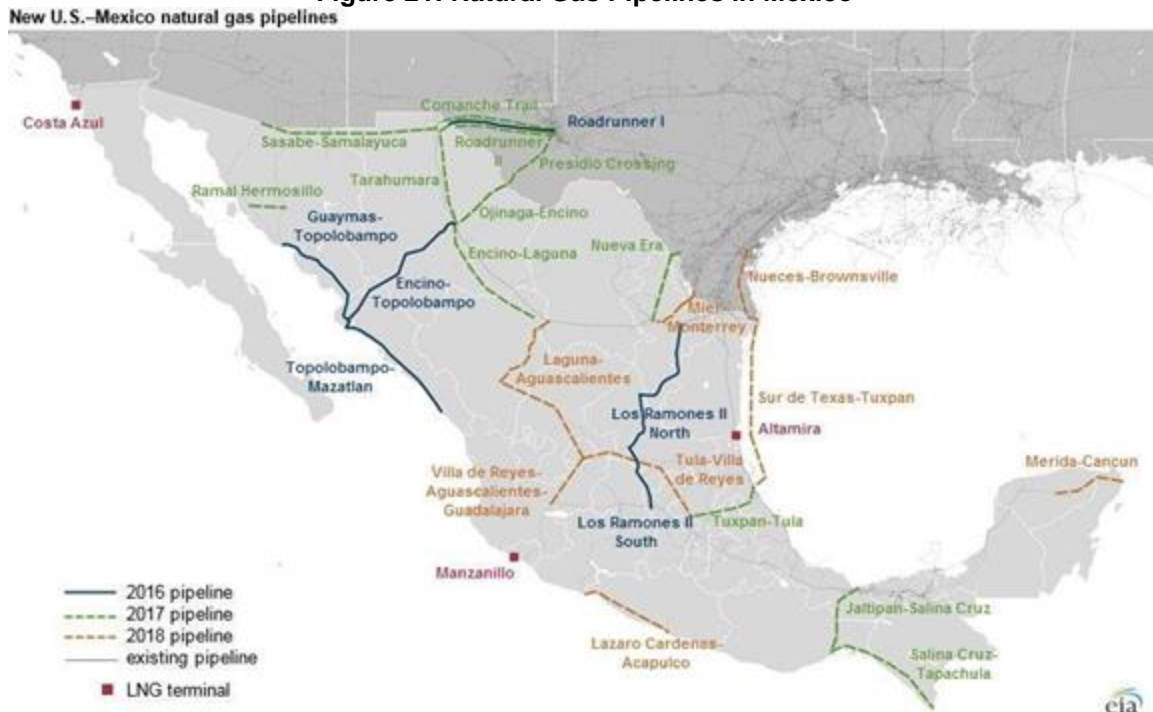 New U.S.–Mexico natural gas pipelines
Costa Azul
Comanche Trail
Roadrunner I
Sasabe-Samalayuca
Roadrunner
II
Presidio Crossing
Tarahumara
Ramal Hermosillo
Guaymas-
Topolobampo
Ojinaga-Encino
Encino-Laguna
Nueva Era
Nueces-Brownsville
Encino-
Topolobampo
Mier-
Monterrey
Topolobampo-
Mazatlan
Laguna-
Aguascalientes
Sur de Texas-Tuxpan
Los Ramones II
North
Altamira
Villa de Reyes-
Aguascalientes-
Guadalajara
Tula-Villa
de Reyes
Merida-Cancun
Los Ramones II
South
Tuxpan-Tula
Manzanillo
2016 pipeline
2017 pipeline
2018 pipeline
existing pipeline
LNG terminal
Lazaro Cardenas-
Acapulco
Jaltipan-Salina Cruz
Salina Cruz-
Tapachula
eia